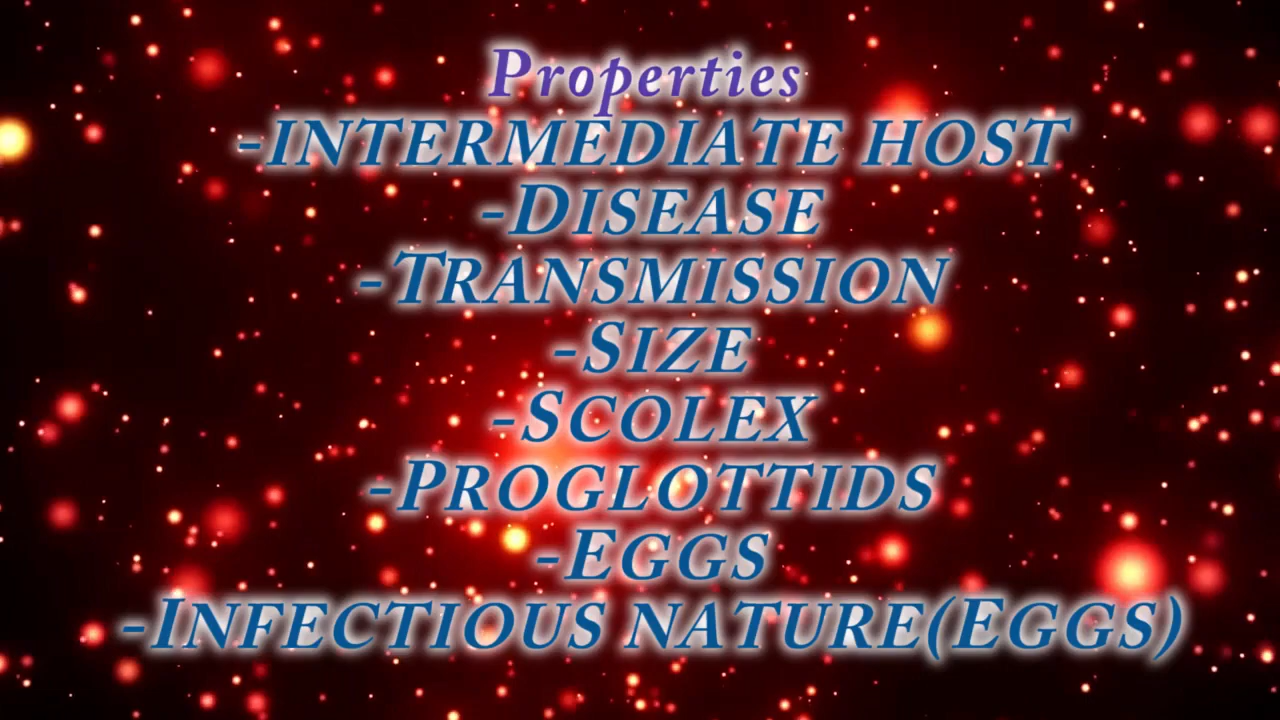 Properties
-INTERMEDIATE HOST
-DISEASE
-TRANSMISSION
-SIZE
-SCOLEX
-PROGLOTTIDS
-EGGS
-INFECTIOUS NATURE(EGGS)